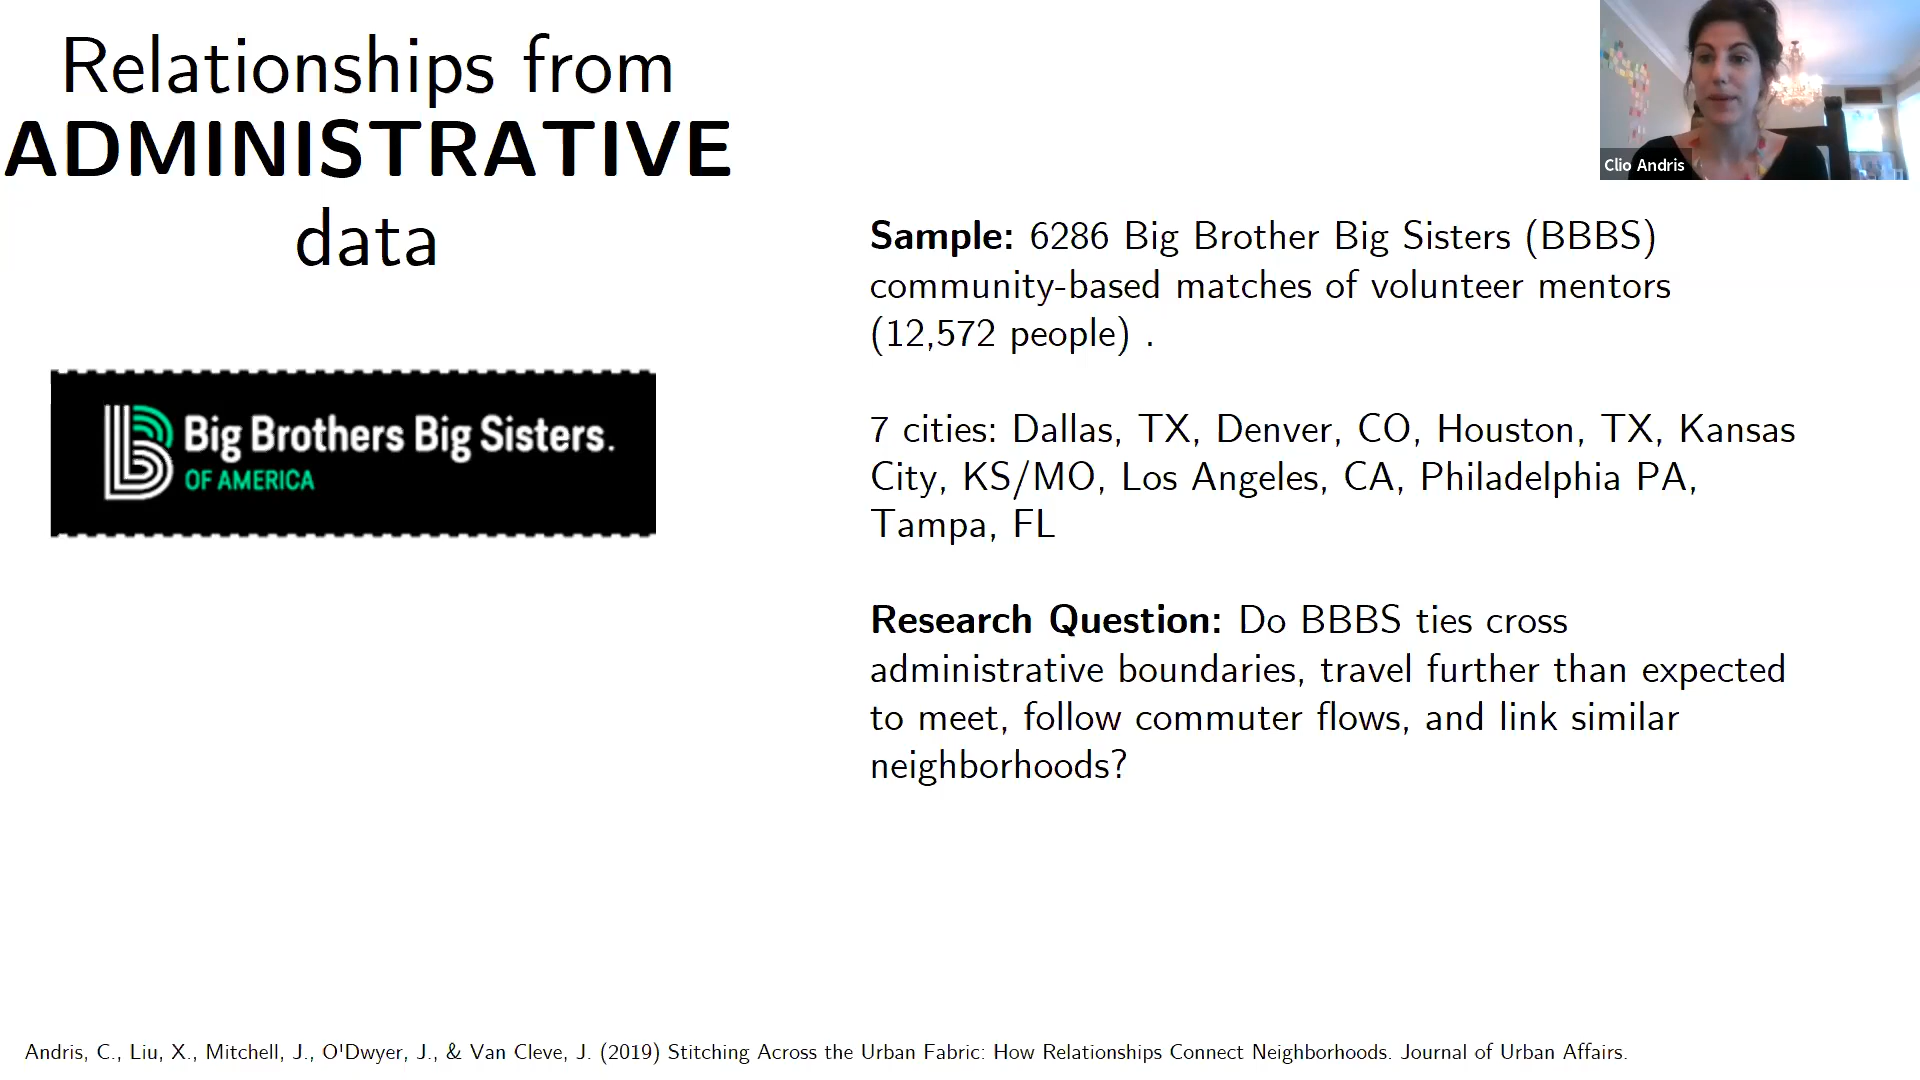 Relationships from
ADMINISTRATIVE
data
Clio Andris
Big Brothers Big Sisters.
OF AMERICA
Sample: 6286 Big Brother Big Sisters (BBBS)
community-based matches of volunteer mentors
(12,572 people) .
7 cities: Dallas, TX, Denver, CO, Houston, TX, Kansas
City, KS/MO, Los Angeles, CA, Philadelphia PA,
Tampa, FL
Research Question: Do BBBS ties cross
administrative boundaries, travel further than expected
to meet, follow commuter flows, and link similar
neighborhoods?
Andris, C., Liu, X., Mitchell, J., O'Dwyer, J., & Van Cleve, J. (2019) Stitching Across the Urban Fabric: How Relationships Connect Neighborhoods. Journal of Urban Affairs.